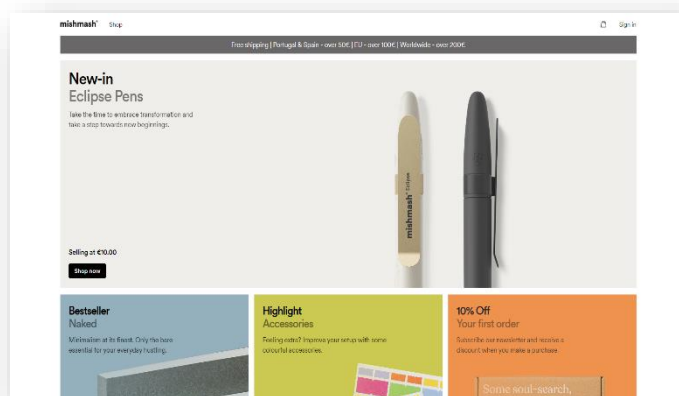 mishmash® Shop Sign in
Free shipping | Portugal & Spain - over 50€ | EU - over 100€ | Worldwide - over 200€
New-in
Eclipse Pens
Take the time to embrace transformation and
take a step towards new beginnings.
mishmash® Eclipse
Selling at €10.00
Shop now
Bestseller
Naked
Minimalism at its finest. Only the bare
essential for your everyday hustling.
Highlight
Accessories
Feeling extra? Improve your setup with some
colourful accessories.
10% Off
Your first order
Subscribe our newsletter and receive a
discount when you make a purchase.
Some soul-search,